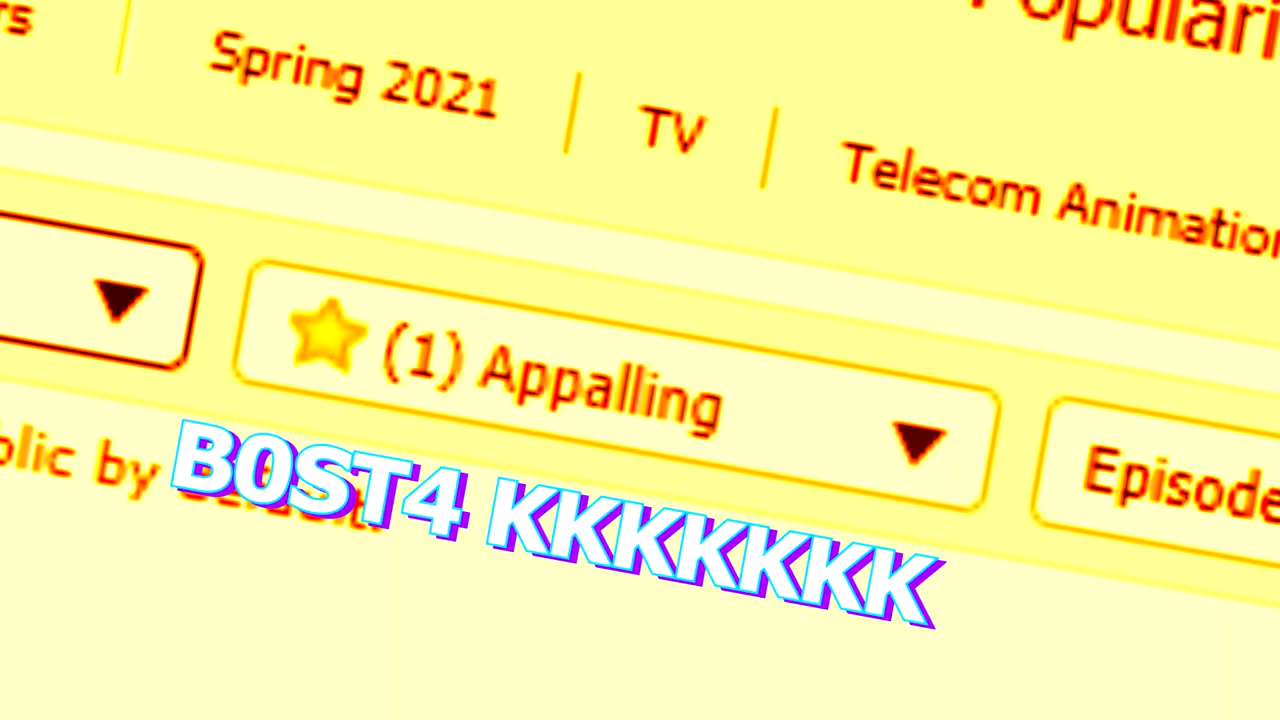 Populari
rs Spring 2021 TV Telecom Animation
(1) Appalling
Episode
blic by
B0ST4 KKKKKKK